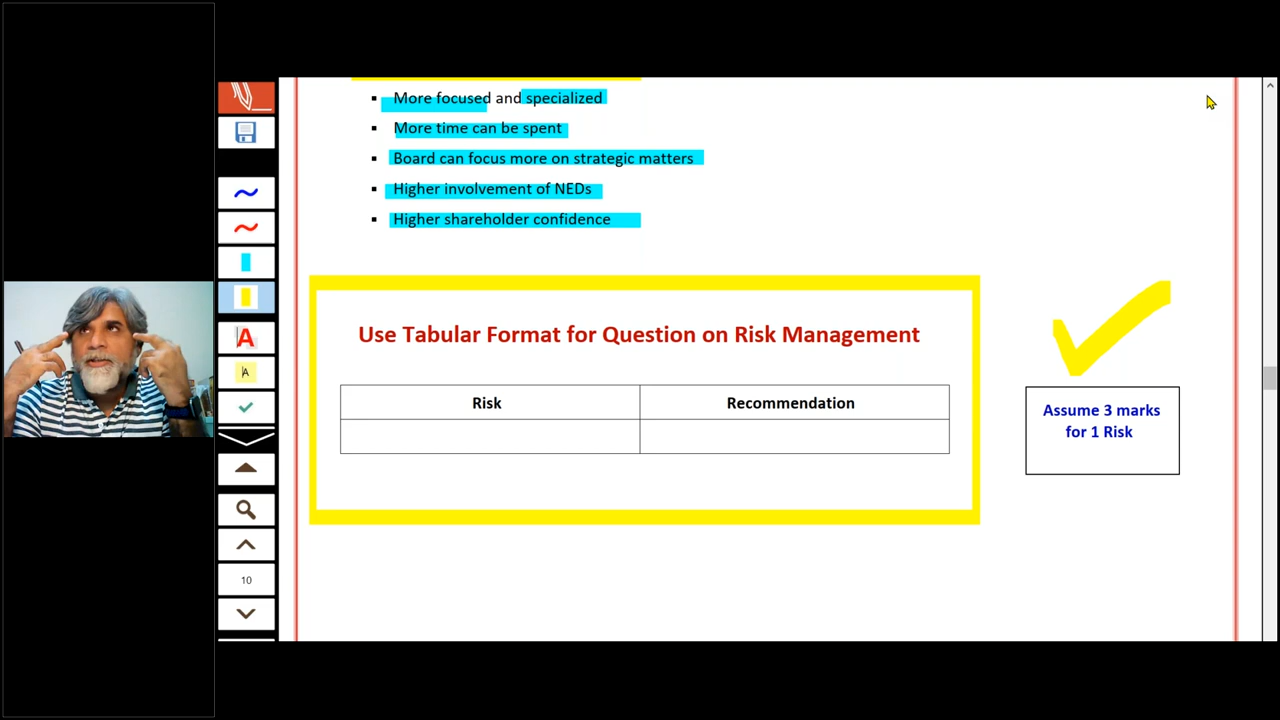 More focused and specialized
More time can be spent
Board can focus more on strategic matters
Higher involvement of NEDs
Higher shareholder confidence
Use Tabular Format for Question on Risk Management
Risk Recommendation
Assume 3 marks
for 1 Risk
A
A
10